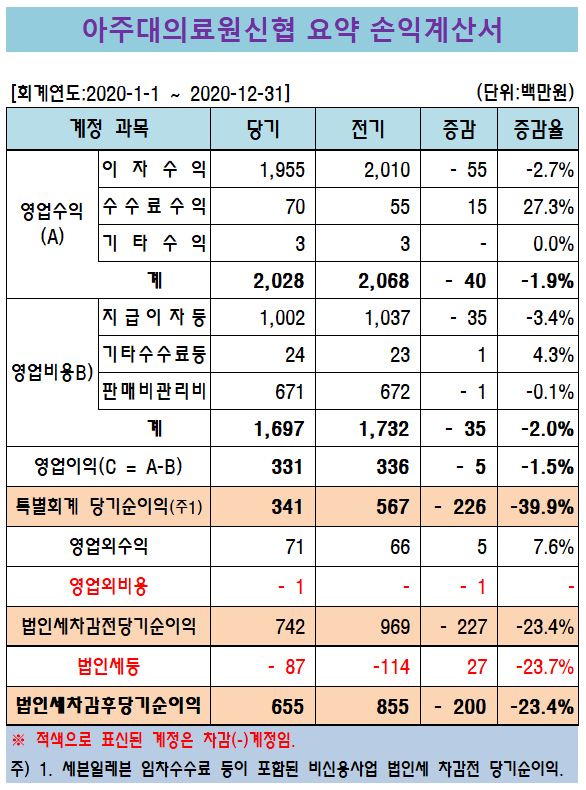 아주대의료원신협 요약 손익계산서
[회계연도:2020-1-1 ~ 2020-12-31] (단위:백만원)
계정 과목 당기 전기 증감 증감율
영업수익(A)
이자수익 1,955 2,010 - 55 -2.7%
수수료수익 70 55 15 27.3%
기타수익 3 3 - 0.0%
계 2,028 2,068 - 40 -1.9%
영업비용B)
지급이자등 1,002 1,037 - 35 -3.4%
기타수수료등 24 23 1 4.3%
판매비관리비 671 672 - 1 -0.1%
계 1,697 1,732 - 35 -2.0%
영업이익(C = A-B) 331 336 - 5 -1.5%
특별회계 당기순이익(주1) 341 567 - 226 -39.9%
영업외수익 71 66 5 7.6%
영업외비용 - 1 - - 1 -
법인세차감전당기순이익 742 969 - 227 -23.4%
법인세등 - 87 -114 27 -23.7%
법인세차감후당기순이익 655 855 - 200 -23.4%
※ 적색으로 표신된 계정은 차감(-)계정임.
주) 1. 세븐일레븐 임차수수료 등이 포함된 비신용사업 법인세 차감전 당기순이익.